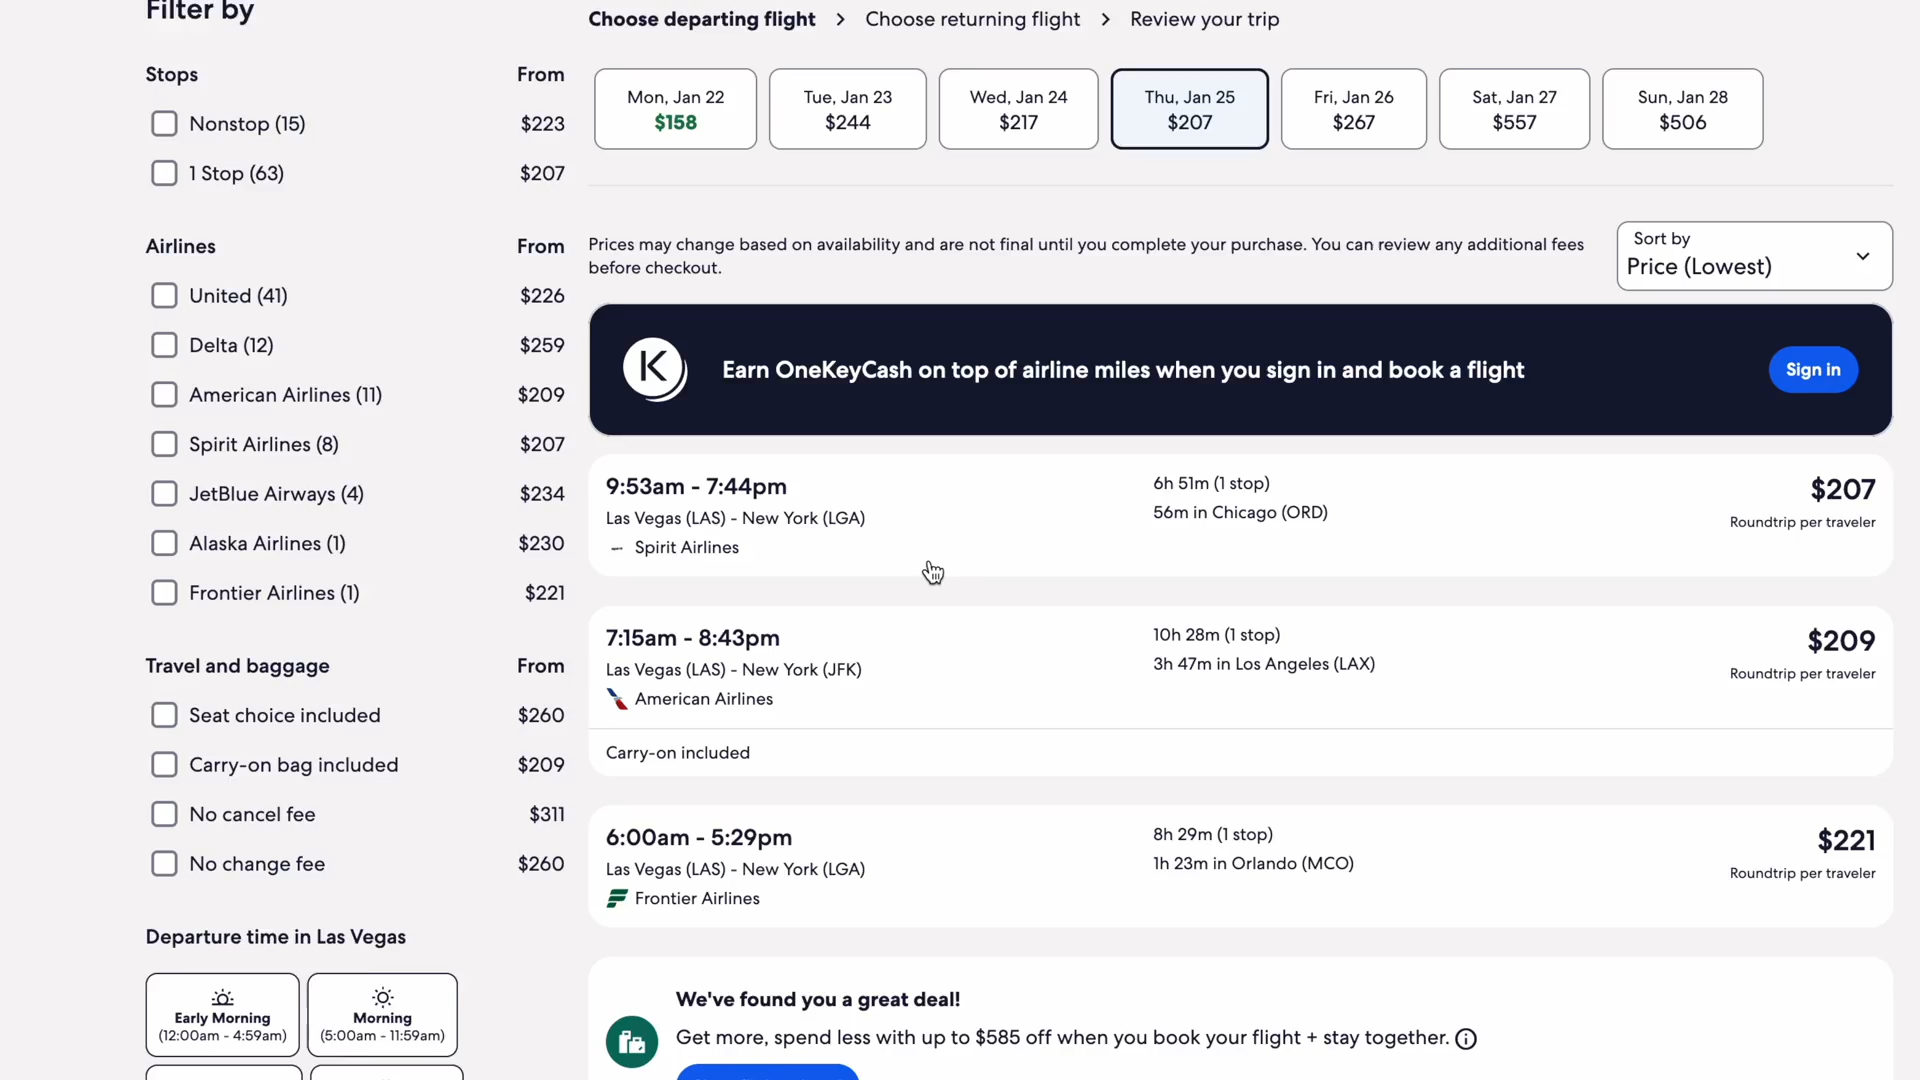 Filter by
Choose departing flight > Choose returning flight > Review your trip
Stops From
Nonstop (15) $223
1 Stop (63) $207
Mon, Jan 22
$158
Tue, Jan 23
$244
Wed, Jan 24
$217
Thu, Jan 25
$207
Fri, Jan 26
$267
Sat, Jan 27
$557
Sun, Jan 28
$506
Airlines From
United (41) $226
Delta (12) $259
American Airlines (11) $209
Spirit Airlines (8) $207
JetBlue Airways (4) $234
Alaska Airlines (1) $230
Frontier Airlines (1) $221
Travel and baggage From
Seat choice included $260
Carry-on bag included $209
No cancel fee $311
No change fee $260
Departure time in Las Vegas
Early Morning
(12:00am - 4:59am)
Morning
(5:00am - 11:59am)
Prices may change based on availability and are not final until you complete your purchase. You can review any additional fees
before checkout.
Sort by
Price (Lowest)
K
Earn OneKeyCash on top of airline miles when you sign in and book a flight
Sign in
9:53am - 7:44pm 6h 51m (1 stop) $207
Las Vegas (LAS) - New York (LGA) 56m in Chicago (ORD) Roundtrip per traveler
Spirit Airlines
7:15am - 8:43pm 10h 28m (1 stop) $209
Las Vegas (LAS) - New York (JFK) 3h 47m in Los Angeles (LAX) Roundtrip per traveler
American Airlines
Carry-on included
6:00am - 5:29pm 8h 29m (1 stop) $221
Las Vegas (LAS) - New York (LGA) 1h 23m in Orlando (MCO) Roundtrip per traveler
Frontier Airlines
We've found you a great deal!
Get more, spend less with up to $585 off when you book your flight + stay together.